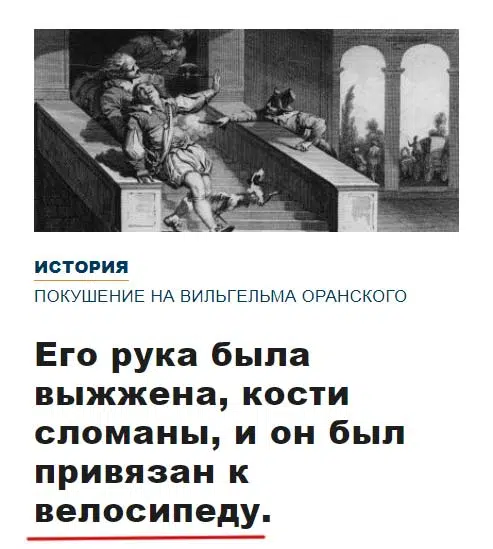 ИСТОРИЯ
ПОКУШЕНИЕ НА ВИЛЬГЕЛЬМА ОРАНСКОГО
Его рука была
выжжена, кости
сломаны, и он был
привязан к
велосипеду.